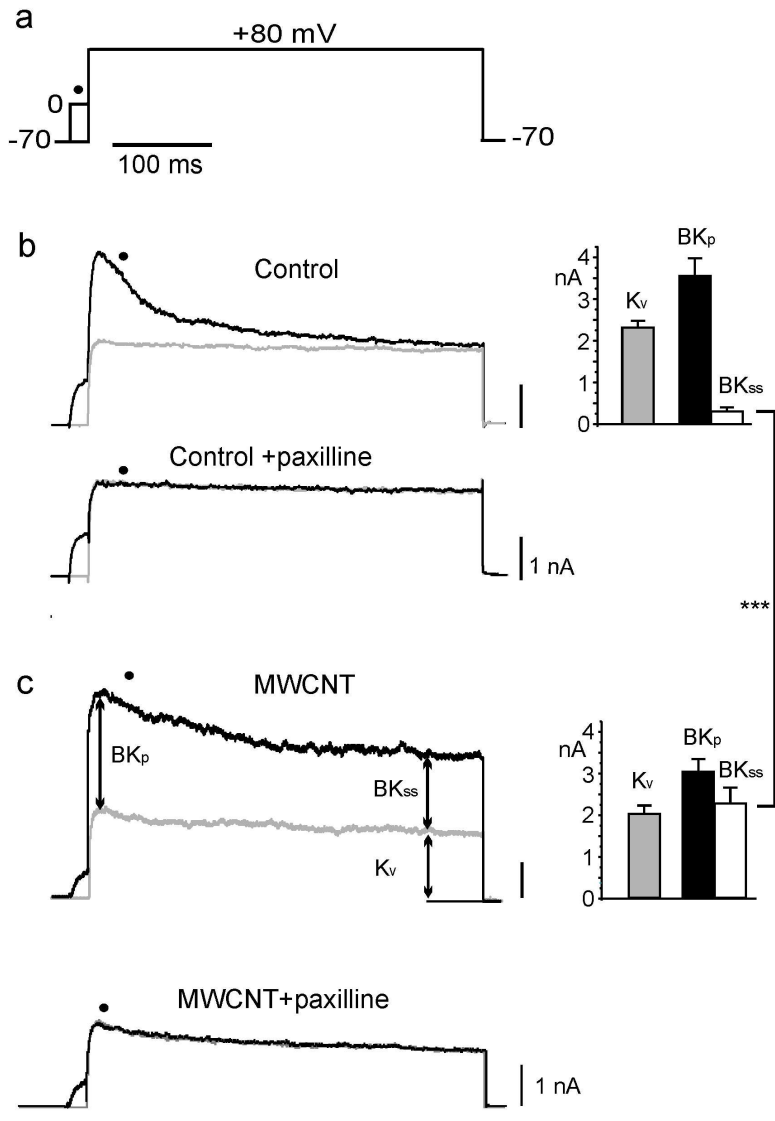 a
+80 mV
0
-70
-70
100 ms
b
Control
4
nA
3
2
1
0
Kv
BKp
BKss
Control +paxilline
1 nA
***
c
MWCNT
BKp
BKss
Kv
4
nA
3
2
1
0
Kv
BKp
BKss
MWCNT+paxilline
1 nA